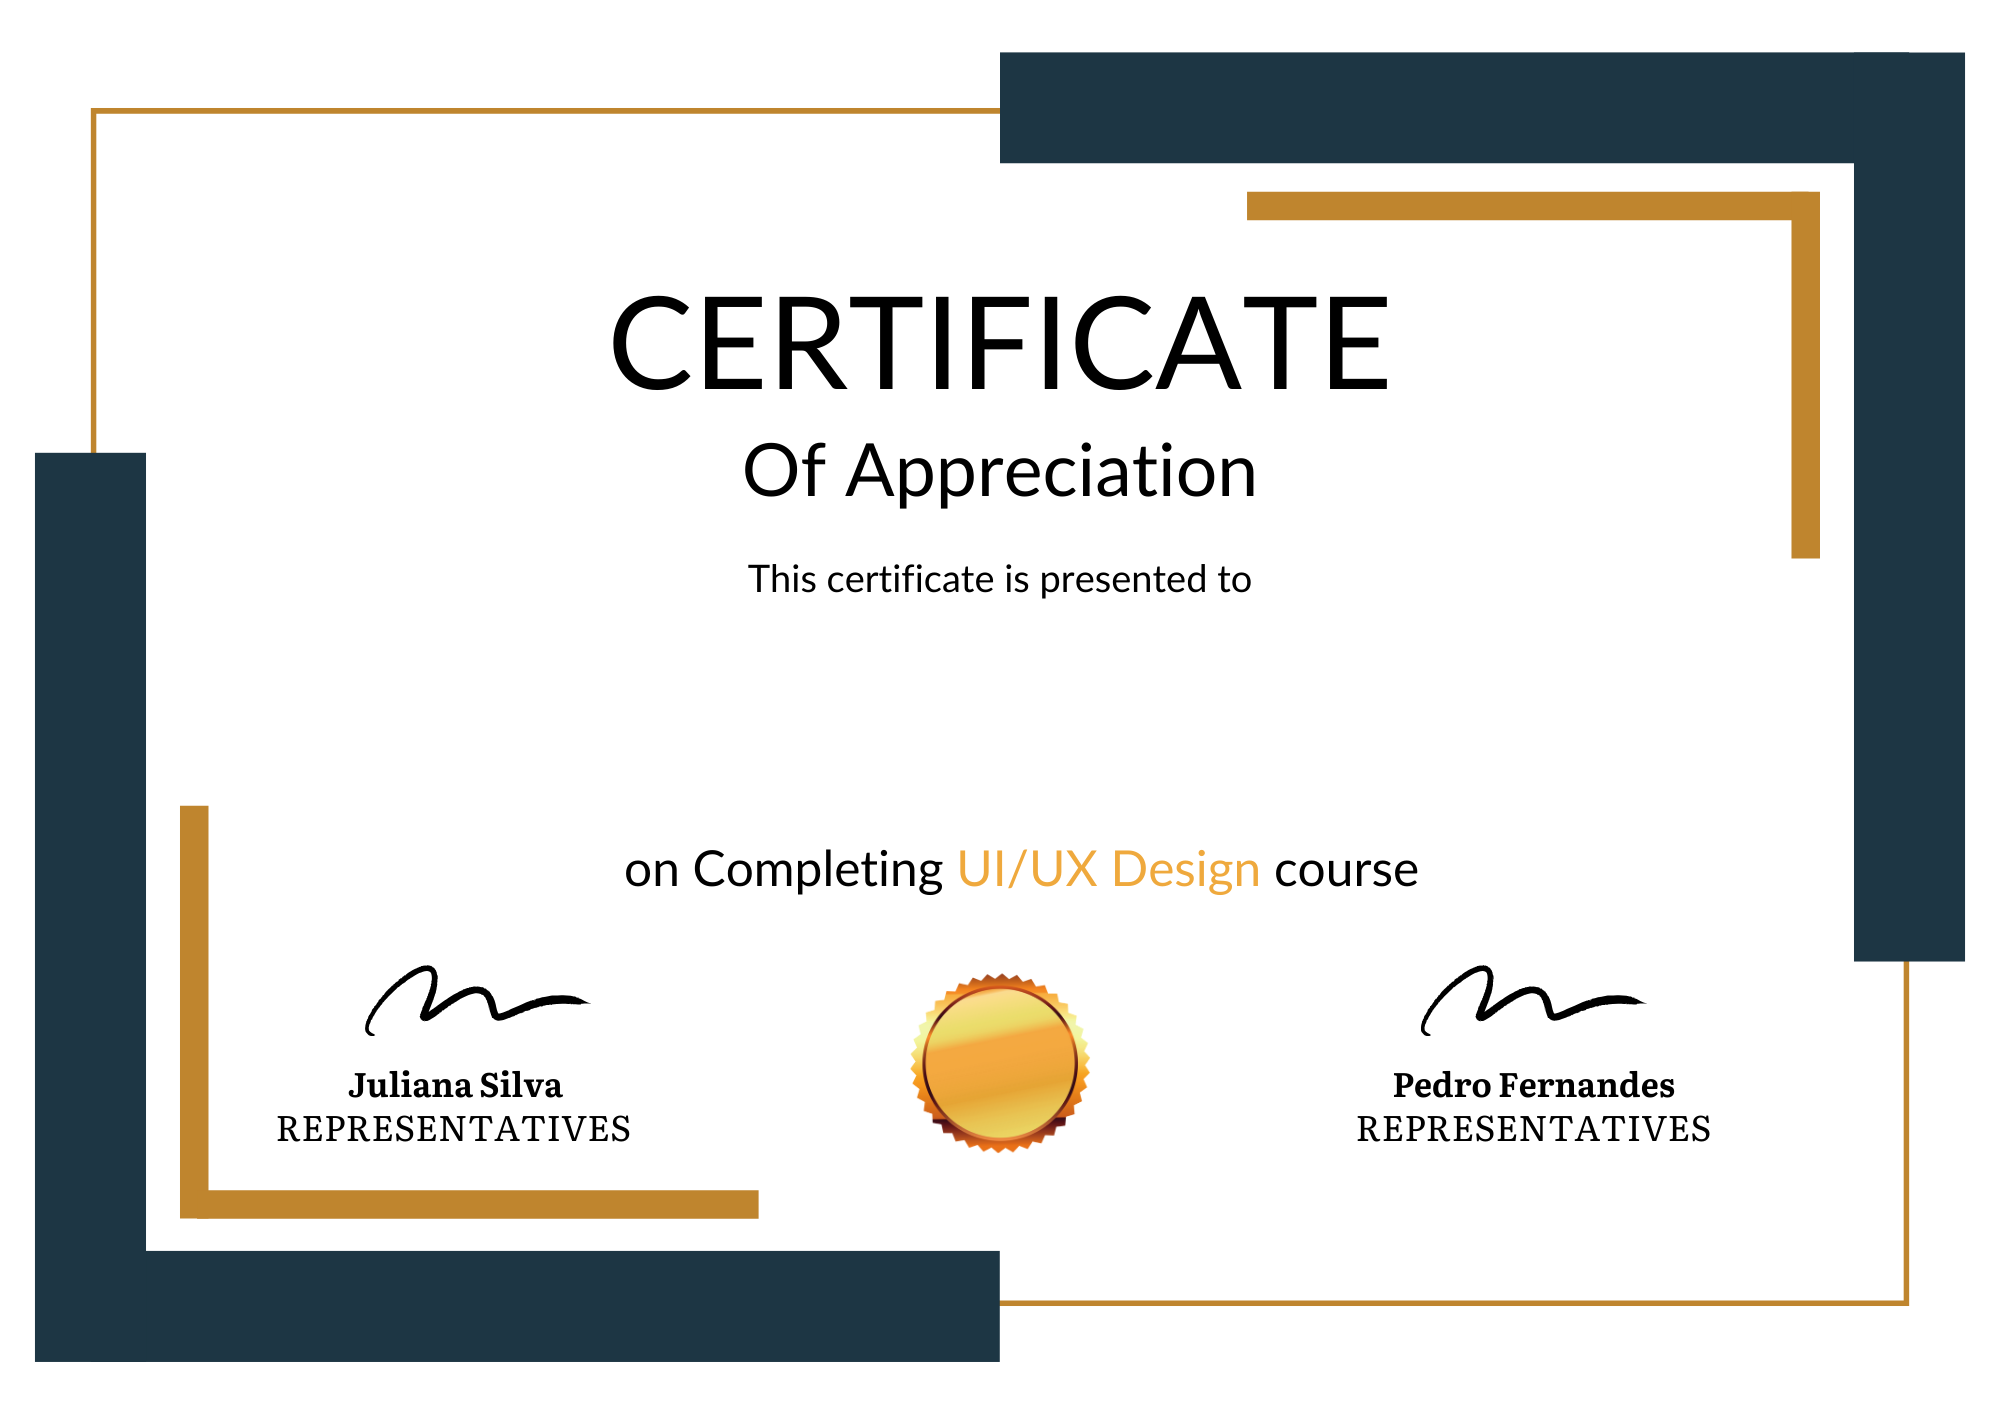 CERTIFICATE
Of Appreciation
This certificate is presented to
on Completing UI/UX Design course
Juliana Silva
REPRESENTATIVES
Pedro Fernandes
REPRESENTATIVES